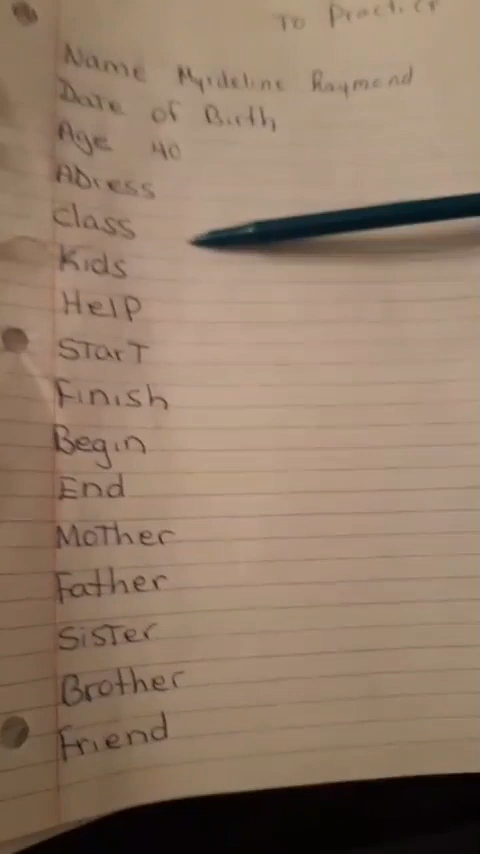 To Practice
Name Myrdeline Raymond
Date of Birth
Age 40
ADress
Class
Kids
Help
Start
Finish
Begin
End
Mother
Father
Sister
Brother
Friend